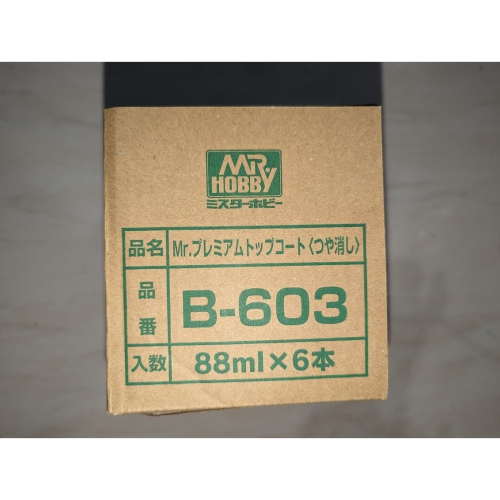 MR. HOBBY
ミスターホビー
品名 Mr.プレミアムトップコート〈つや消し〉
品番 B-603
入数 88ml×6本